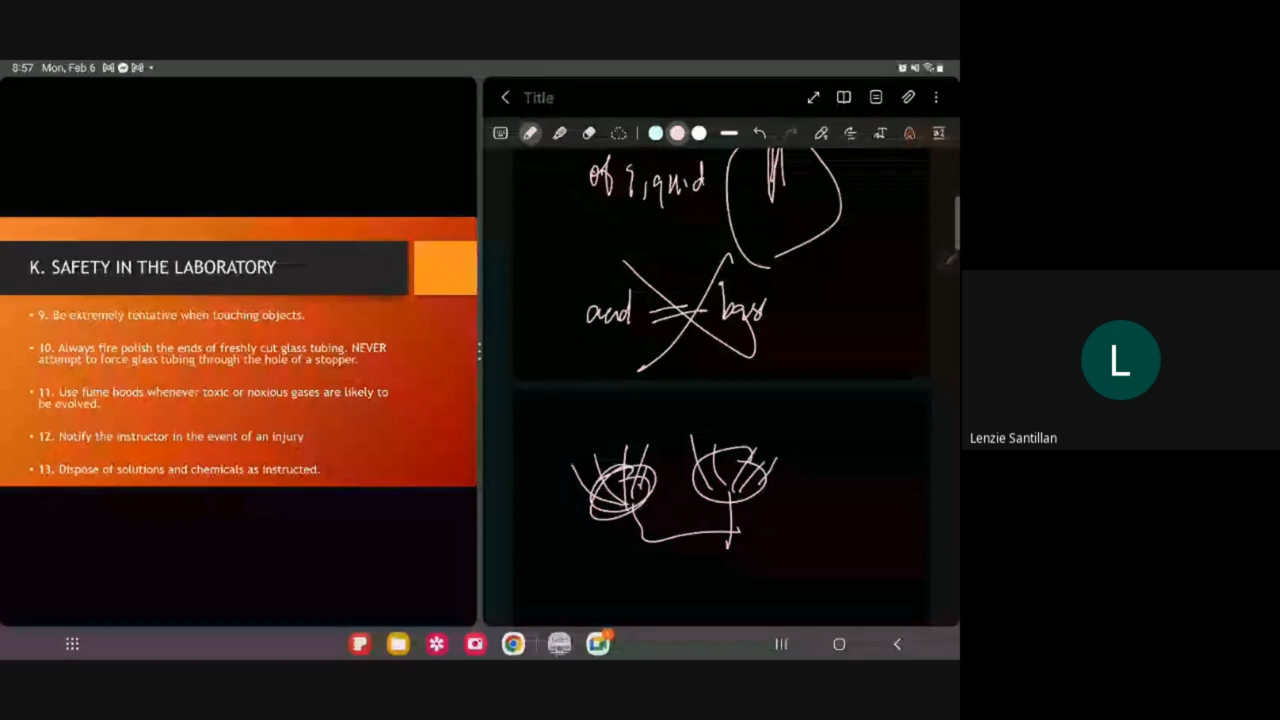 8:57 Mon, Feb 6
Title
K. SAFETY IN THE LABORATORY
• 9. Be extremely tentative when touching objects.
• 10. Always fire polish the ends of freshly cut glass tubing. NEVER
attempt to force glass tubing through the hole of a stopper.
• 11. Use fume hoods whenever toxic or noxious gases are likely to
be evolved.
• 12. Notify the instructor in the event of an injury
• 13. Dispose of solutions and chemicals as instructed.
of liquid
acid
L
Lenzie Santillan